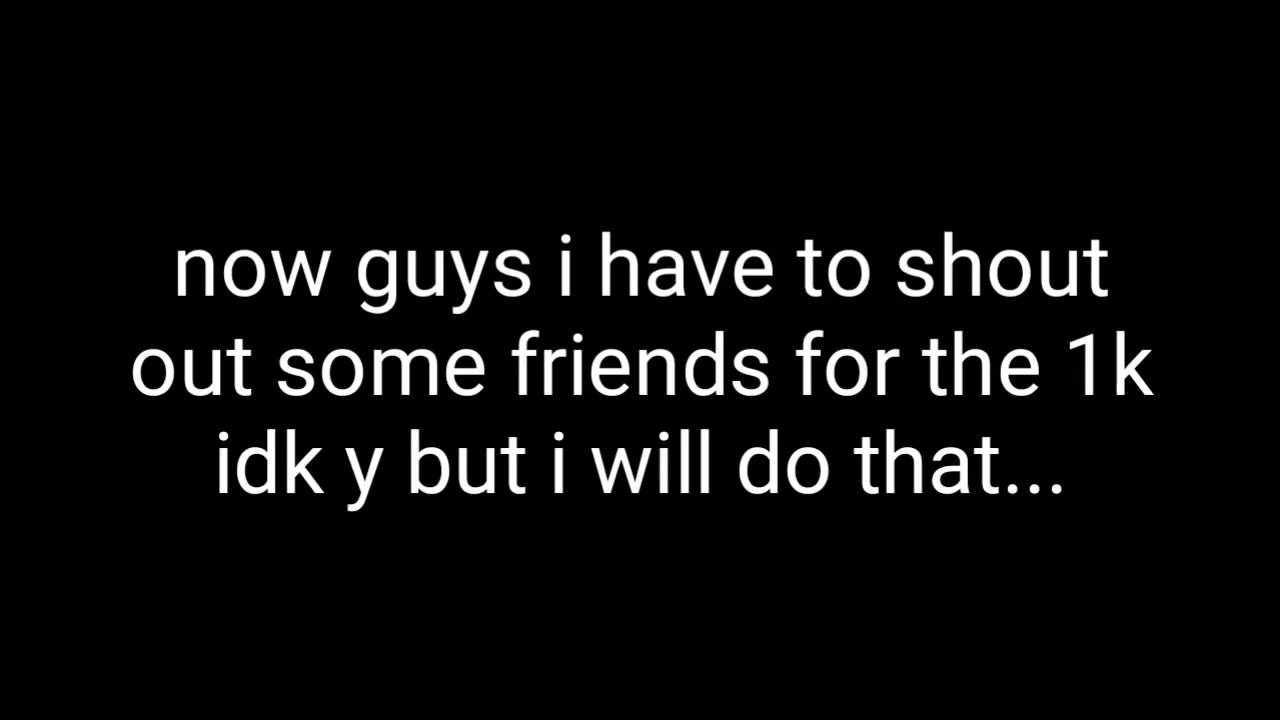 now guys i have to shout
out some friends for the 1k
idk y but i will do that...